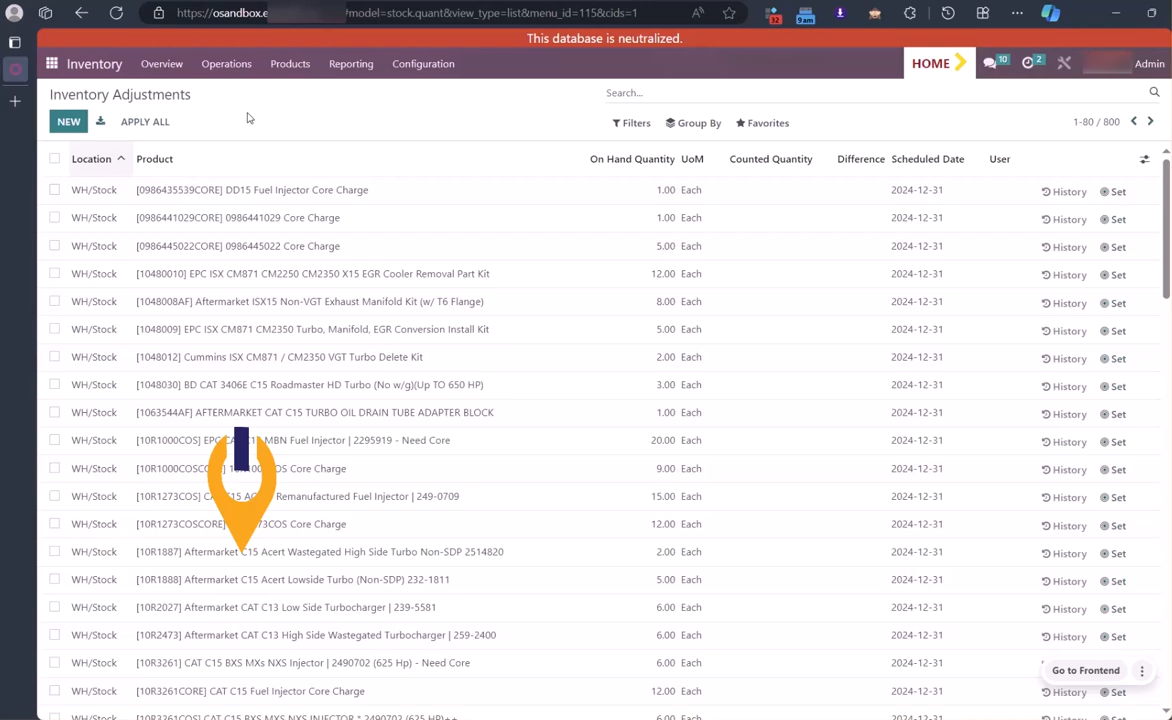 https://osandbox.e /model=stock.quant&view_type=list&menu_id=115&cids=1
32
9am
This database is neutralized.
Inventory Overview Operations Products Reporting Configuration HOME 10 2 Admin
Inventory Adjustments Search...
NEW APPLY ALL Filters Group By Favorites 1-80 / 800
Location Product On Hand Quantity UoM Counted Quantity Difference Scheduled Date User
WH/Stock [0986435539CORE] DD15 Fuel Injector Core Charge 1.00 Each 2024-12-31 History Set
WH/Stock [0986441029CORE] 0986441029 Core Charge 1.00 Each 2024-12-31 History Set
WH/Stock [0986445022CORE] 0986445022 Core Charge 5.00 Each 2024-12-31 History Set
WH/Stock [10480010] EPC ISX CM871 CM2250 CM2350 X15 EGR Cooler Removal Part Kit 12.00 Each 2024-12-31 History Set
WH/Stock [1048008AF] Aftermarket ISX15 Non-VGT Exhaust Manifold Kit (w/ T6 Flange) 8.00 Each 2024-12-31 History Set
WH/Stock [1048009] EPC ISX CM871 CM2350 Turbo, Manifold, EGR Conversion Install Kit 5.00 Each 2024-12-31 History Set
WH/Stock [1048012] Cummins ISX CM871 / CM2350 VGT Turbo Delete Kit 2.00 Each 2024-12-31 History Set
WH/Stock [1048030] BD CAT 3406E C15 Roadmaster HD Turbo (No w/g)(Up TO 650 HP) 3.00 Each 2024-12-31 History Set
WH/Stock [1063544AF] AFTERMARKET CAT C15 TURBO OIL DRAIN TUBE ADAPTER BLOCK 1.00 Each 2024-12-31 History Set
WH/Stock [10R1000COS] EPC MBN Fuel Injector | 2295919 - Need Core 20.00 Each 2024-12-31 History Set
WH/Stock Core Charge 9.00 Each 2024-12-31 History Set
WH/Stock [10R1273COS] Remanufactured Fuel Injector | 249-0709 15.00 Each 2024-12-31 History Set
WH/Stock [10R1273COSCORE] Core Charge 12.00 Each 2024-12-31 History Set
WH/Stock [10R1887] Aftermarket C15 Acert Wastegated High Side Turbo Non-SDP 2514820 2.00 Each 2024-12-31 History Set
WH/Stock [10R1888] Aftermarket C15 Acert Lowside Turbo (Non-SDP) 232-1811 5.00 Each 2024-12-31 History Set
WH/Stock [10R2027] Aftermarket CAT C13 Low Side Turbocharger | 239-5581 6.00 Each 2024-12-31 History Set
WH/Stock [10R2473] Aftermarket CAT C13 High Side Wastegated Turbocharger | 259-2400 6.00 Each 2024-12-31 History Set
WH/Stock [10R3261] CAT C15 BXS MXs NXS Injector | 2490702 (625 Hp) - Need Core 6.00 Each 2024-12-31 Set
Go to Frontend
WH/Stock [10R3261CORE] CAT C15 Fuel Injector Core Charge 12.00 Each 2024-12-31 History Set